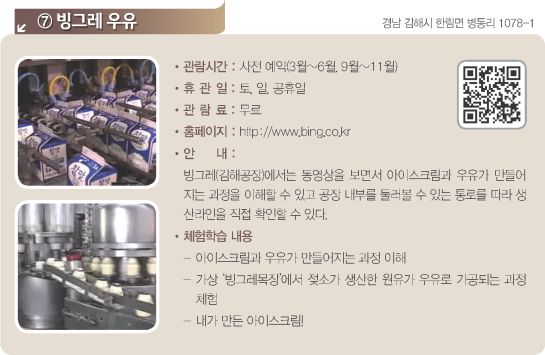 ⑦ 빙그레 우유
경남 김해시 한림면 병동리 1078-1
• 관람시간 : 사전 예약(3월~6월, 9월~11월)
• 휴 관 일 : 토, 일, 공휴일
• 관 람 료 : 무료
• 홈페이지 : http://www.bing.co.kr
• 안 내 :
빙그레(김해공장)에서는 동영상을 보면서 아이스크림과 우유가 만들어
지는 과정을 이해할 수 있고 공장 내부를 둘러볼 수 있는 통로를 따라 생
산라인을 직접 확인할 수 있다.
• 체험학습 내용
– 아이스크림과 우유가 만들어지는 과정 이해
– 가상 '빙그레목장'에서 젖소가 생산한 원유가 우유로 가공되는 과정
체험
– 내가 만든 아이스크림!